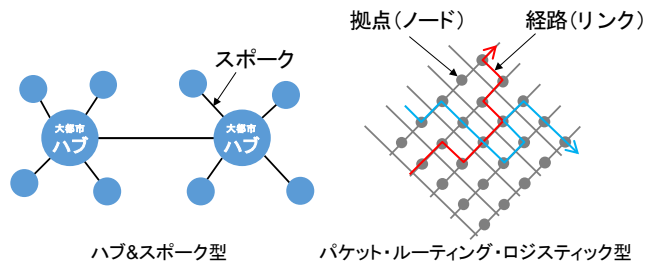 スポーク
大都市
ハブ
大都市
ハブ
ハブ&スポーク型
拠点(ノード)
経路(リンク)
パケット・ルーティング・ロジスティック型